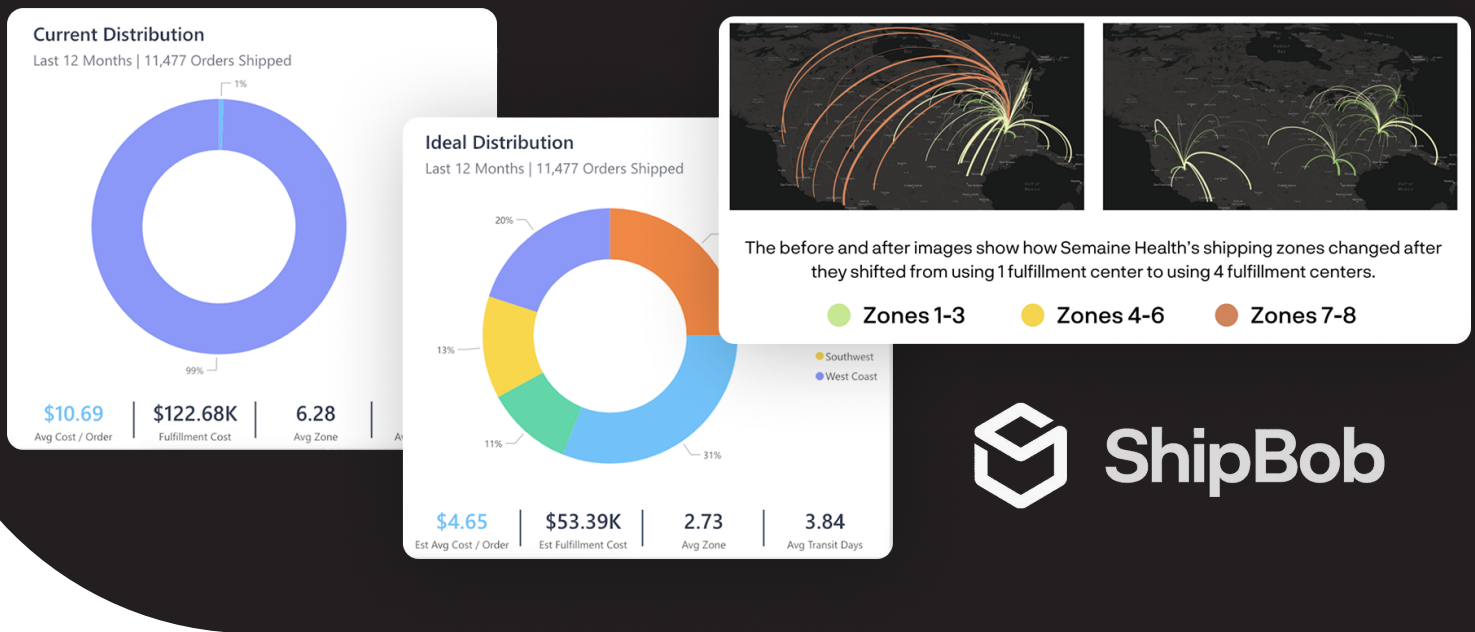 Current Distribution
Last 12 Months | 11,477 Orders Shipped
1%
99%
$10.69
Avg Cost / Order
$122.68K
Fulfillment Cost
6.28
Avg Zone
Ideal Distribution
Last 12 Months | 11,477 Orders Shipped
20%
13%
11%
31%
Southwest
West Coast
$4.65
Est Avg Cost / Order
$53.39K
Est Fulfillment Cost
2.73
Avg Zone
3.84
Avg Transit Days
The before and after images show how Semaine Health's shipping zones changed after
they shifted from using 1 fulfillment center to using 4 fulfillment centers.
Zones 1-3
Zones 4-6
Zones 7-8
ShipBob